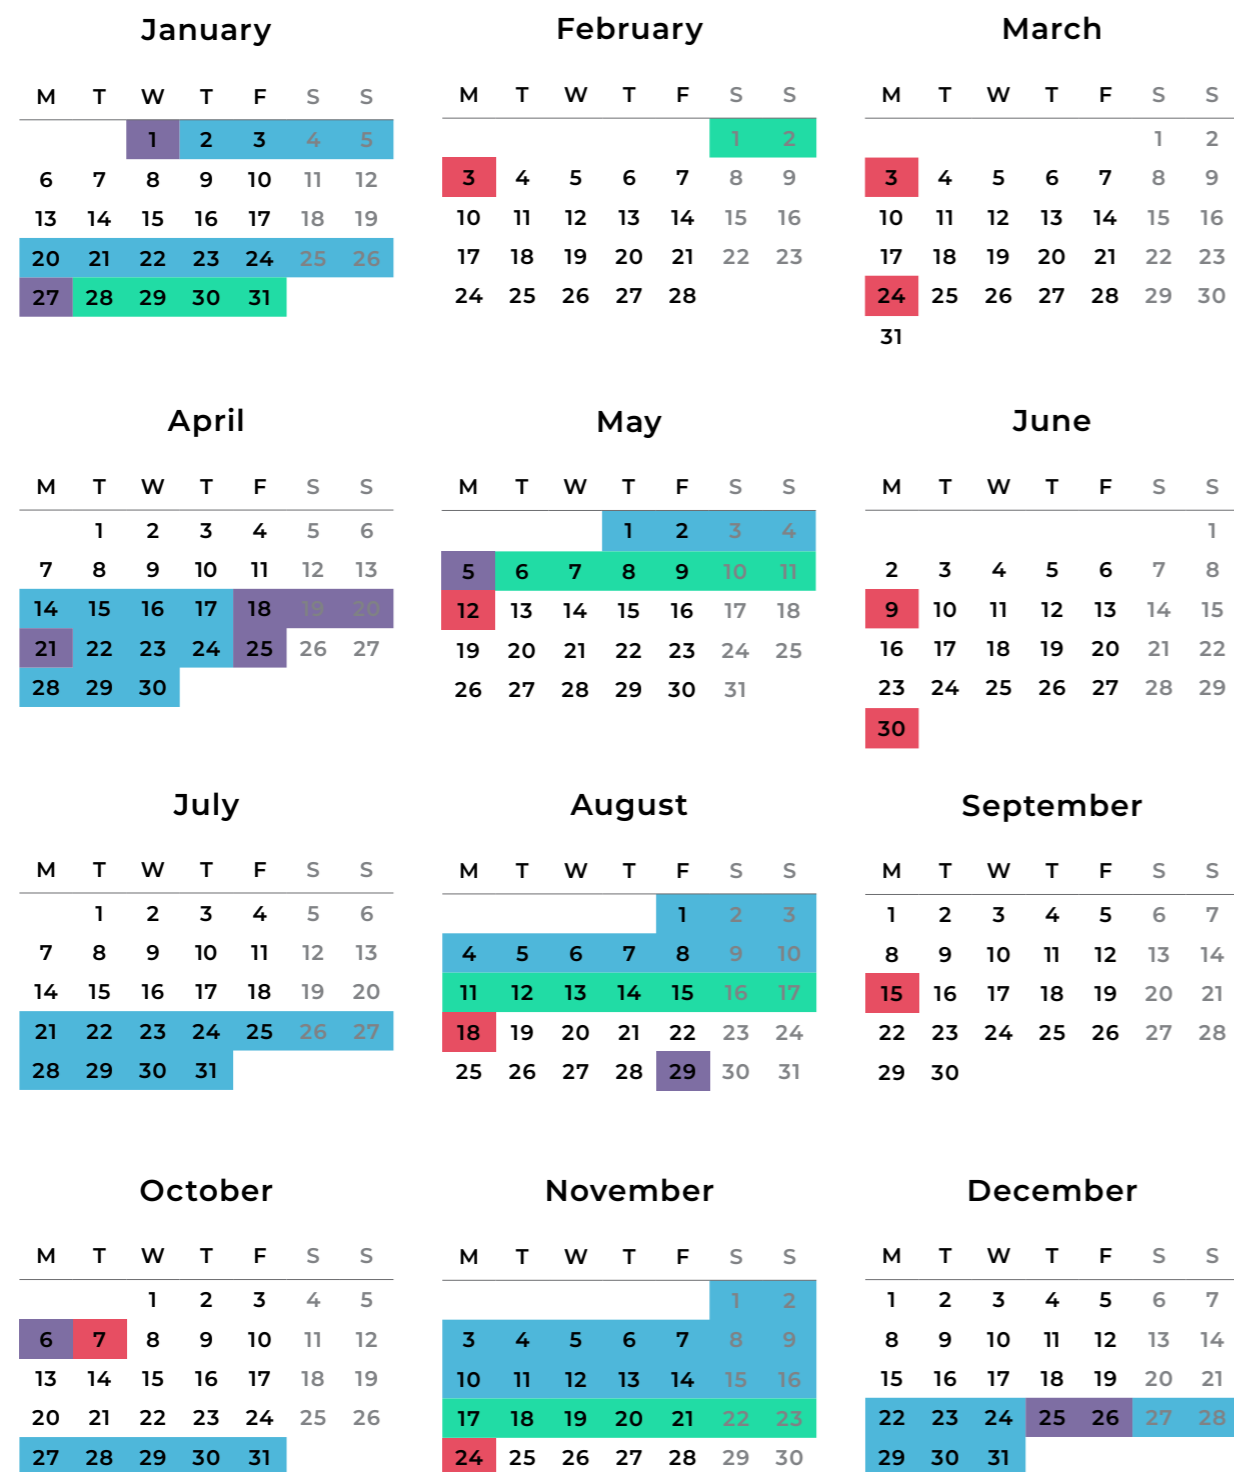 January
M T W T F S S
1 2 3 4 5
6 7 8 9 10 11 12
13 14 15 16 17 18 19
20 21 22 23 24 25 26
27 28 29 30 31
February
M T W T F S S
1 2
3 4 5 6 7 8 9
10 11 12 13 14 15 16
17 18 19 20 21 22 23
24 25 26 27 28
March
M T W T F S S
1 2
3 4 5 6 7 8 9
10 11 12 13 14 15 16
17 18 19 20 21 22 23
24 25 26 27 28 29 30
31
April
M T W T F S S
1 2 3 4 5 6
7 8 9 10 11 12 13
14 15 16 17 18 19 20
21 22 23 24 25 26 27
28 29 30
May
M T W T F S S
1 2 3 4
5 6 7 8 9 10 11
12 13 14 15 16 17 18
19 20 21 22 23 24 25
26 27 28 29 30 31
June
M T W T F S S
1
2 3 4 5 6 7 8
9 10 11 12 13 14 15
16 17 18 19 20 21 22
23 24 25 26 27 28 29
30
July
M T W T F S S
1 2 3 4 5 6
7 8 9 10 11 12 13
14 15 16 17 18 19 20
21 22 23 24 25 26 27
28 29 30 31
August
M T W T F S S
1 2 3
4 5 6 7 8 9 10
11 12 13 14 15 16 17
18 19 20 21 22 23 24
25 26 27 28 29 30 31
September
M T W T F S S
1 2 3 4 5 6 7
8 9 10 11 12 13 14
15 16 17 18 19 20 21
22 23 24 25 26 27 28
29 30
October
M T W T F S S
1 2 3 4 5
6 7 8 9 10 11 12
13 14 15 16 17 18 19
20 21 22 23 24 25 26
27 28 29 30 31
November
M T W T F S S
1 2
3 4 5 6 7 8 9
10 11 12 13 14 15 16
17 18 19 20 21 22 23
24 25 26 27 28 29 30
December
M T W T F S S
1 2 3 4 5 6 7
8 9 10 11 12 13 14
15 16 17 18 19 20 21
22 23 24 25 26 27 28
29 30 31